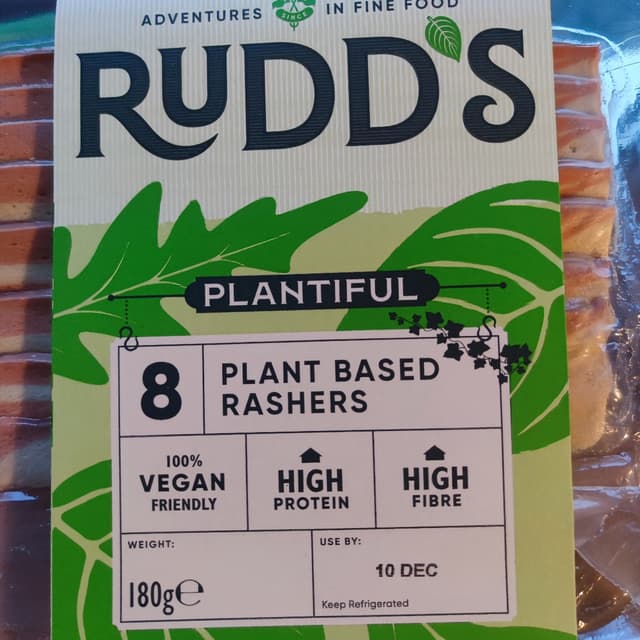 ADVENTURES SINCE IN FINE FOOD
RUDD'S
PLANTIFUL
8 PLANT BASED
RASHERS
100%
VEGAN
FRIENDLY
HIGH
PROTEIN
HIGH
FIBRE
WEIGHT:
180g℮
USE BY:
10 DEC
Keep Refrigerated